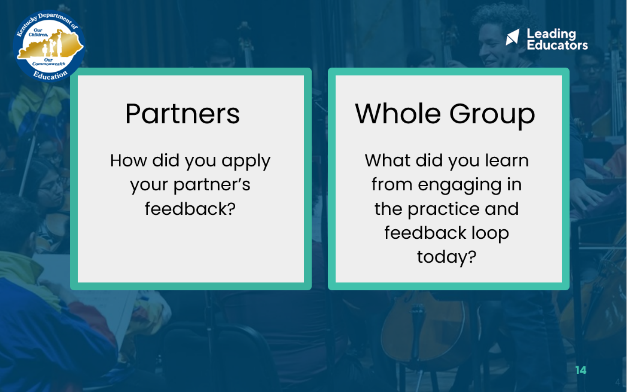 Kentucky Department of
Our
Children,
Our
Commonwealth
Education
Leading
Educators
Partners
How did you apply
your partner’s
feedback?
Whole Group
What did you learn
from engaging in
the practice and
feedback loop
today?
14